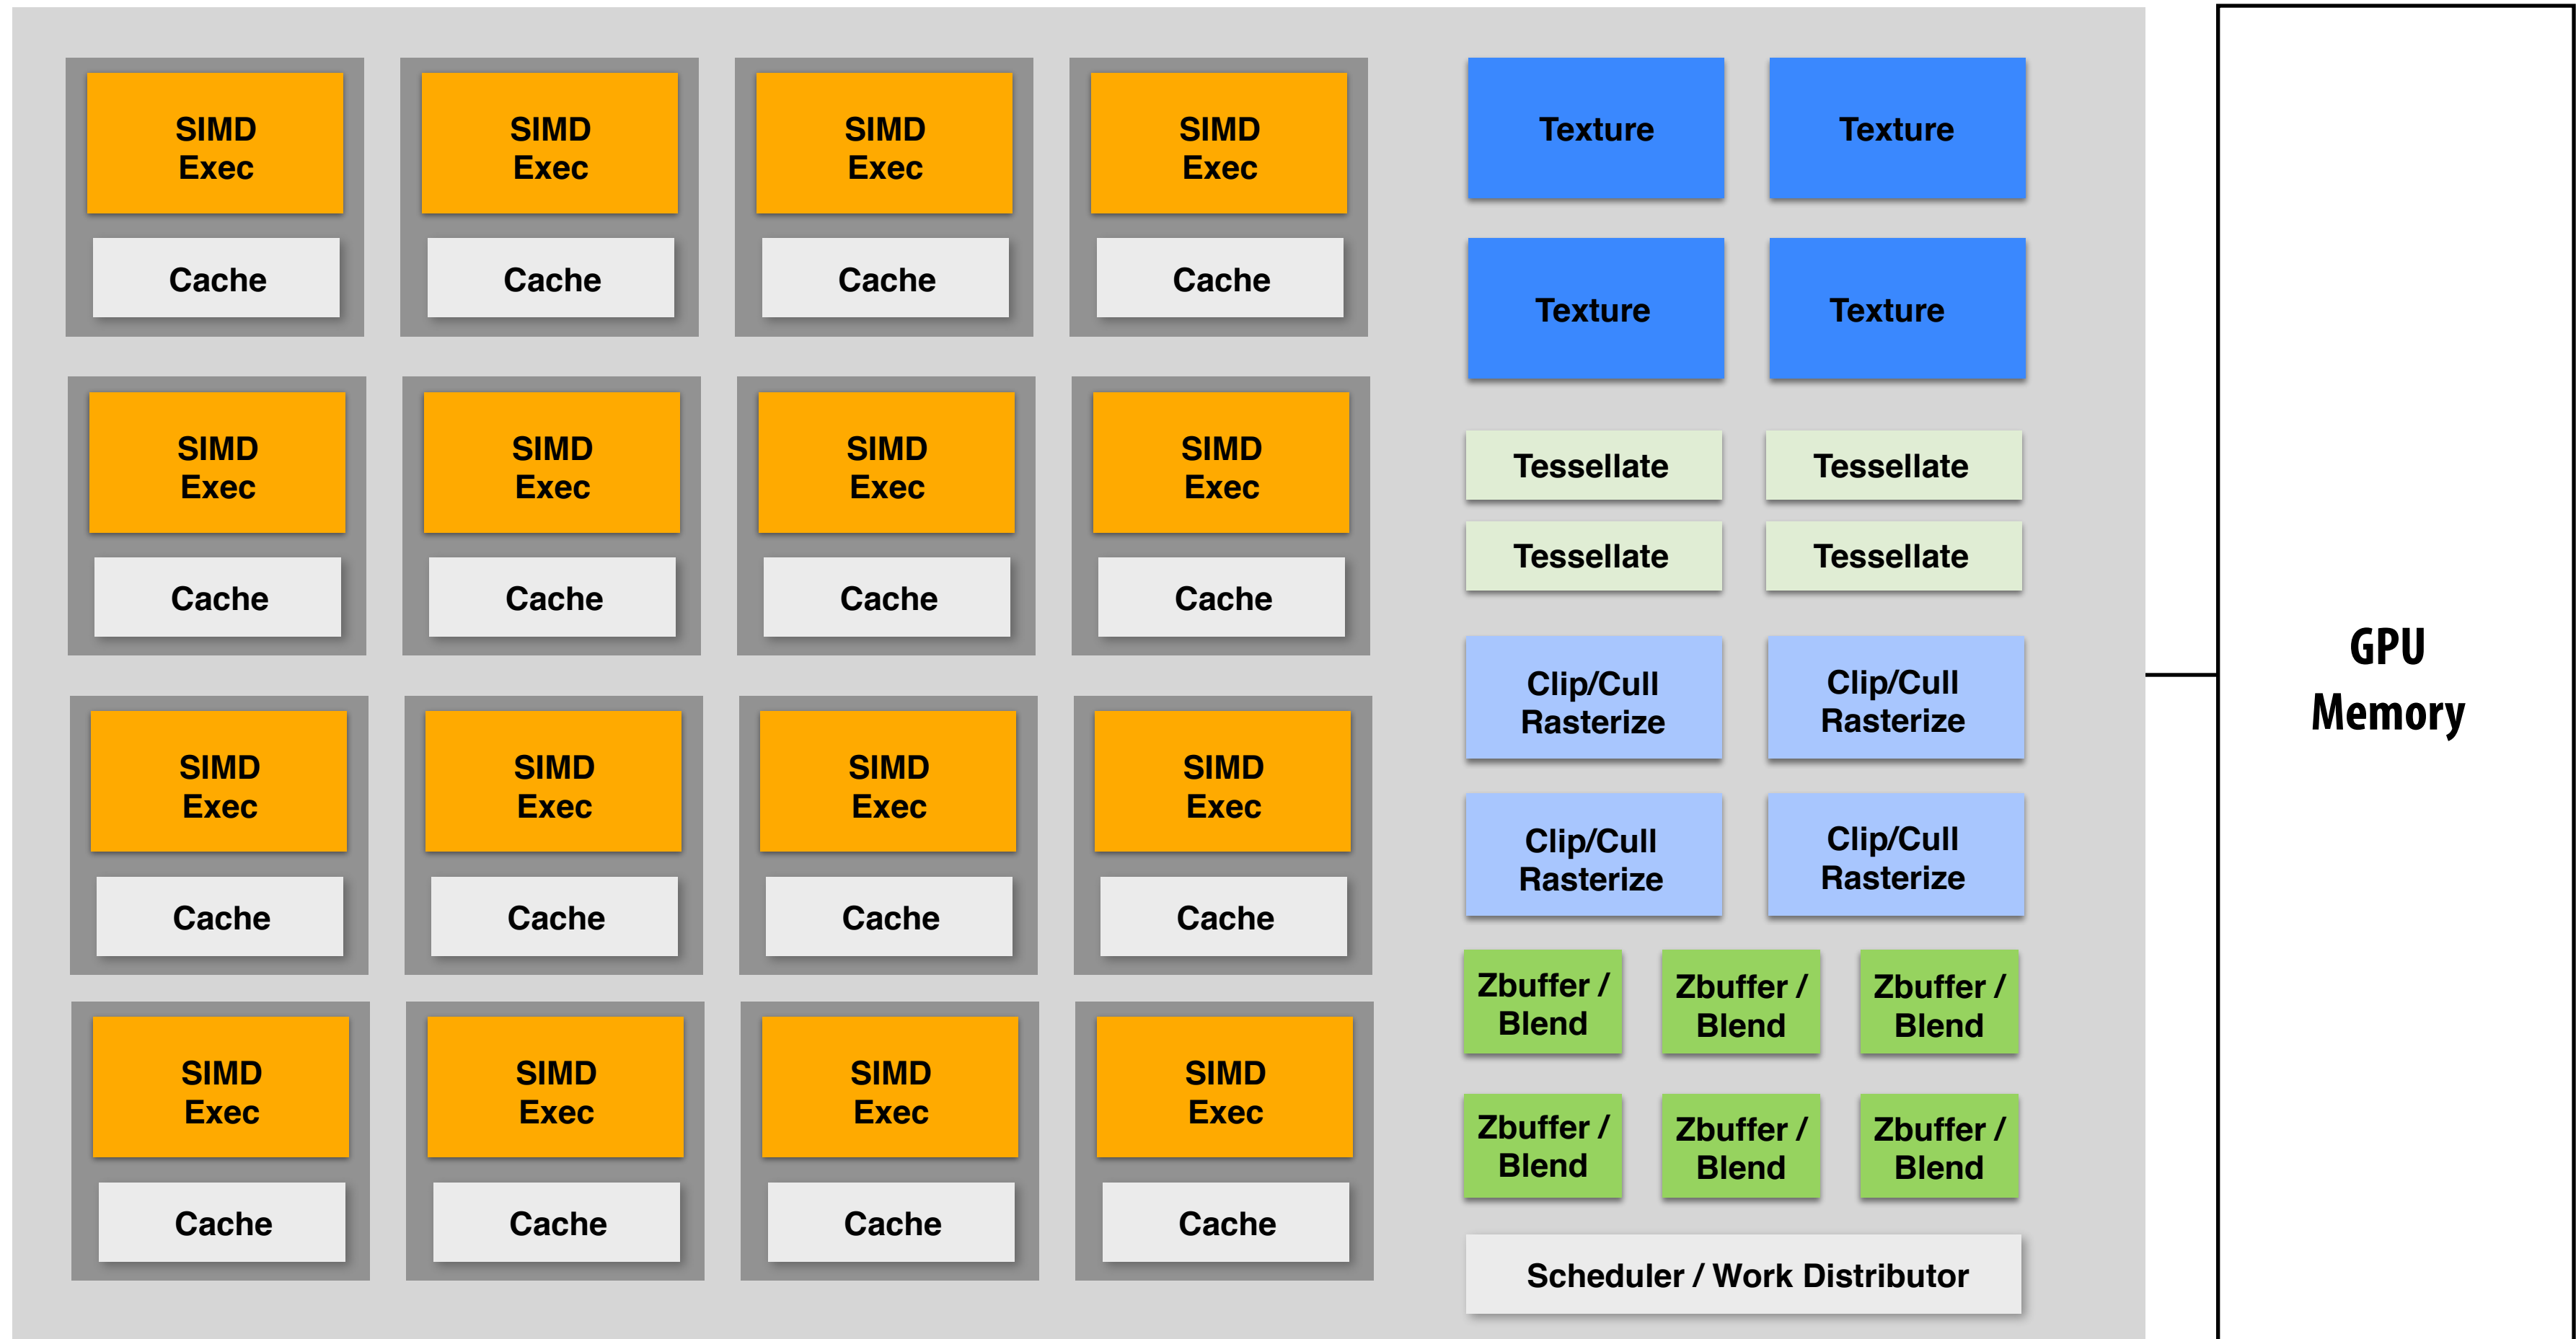 SIMD
Exec
SIMD
Exec
SIMD
Exec
SIMD
Exec
Cache
Cache
Cache
Cache
SIMD
Exec
SIMD
Exec
SIMD
Exec
SIMD
Exec
Cache
Cache
Cache
Cache
SIMD
Exec
SIMD
Exec
SIMD
Exec
SIMD
Exec
Cache
Cache
Cache
Cache
SIMD
Exec
SIMD
Exec
SIMD
Exec
SIMD
Exec
Cache
Cache
Cache
Cache
Texture
Texture
Texture
Texture
Tessellate
Tessellate
Tessellate
Tessellate
Clip/Cull
Rasterize
Clip/Cull
Rasterize
Clip/Cull
Rasterize
Clip/Cull
Rasterize
Zbuffer /
Blend
Zbuffer /
Blend
Zbuffer /
Blend
Zbuffer /
Blend
Zbuffer /
Blend
Zbuffer /
Blend
Scheduler / Work Distributor
GPU
Memory